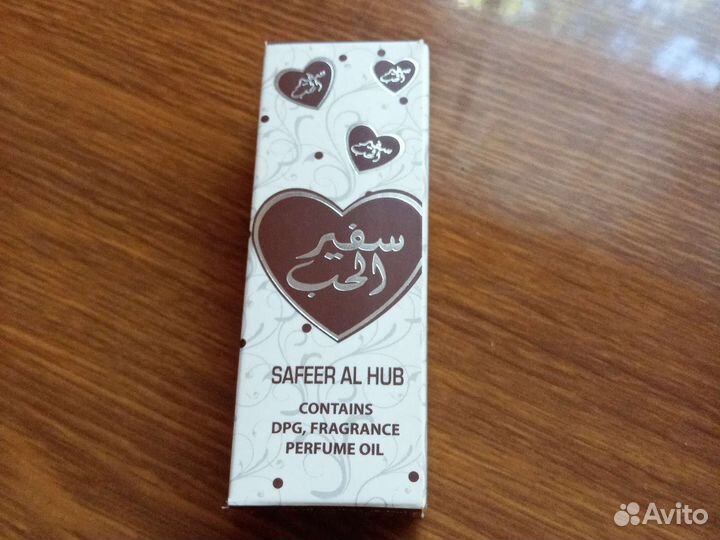 سفير
الحب
SAFEER AL HUB
CONTAINS
DPG, FRAGRANCE
PERFUME OIL
Avito